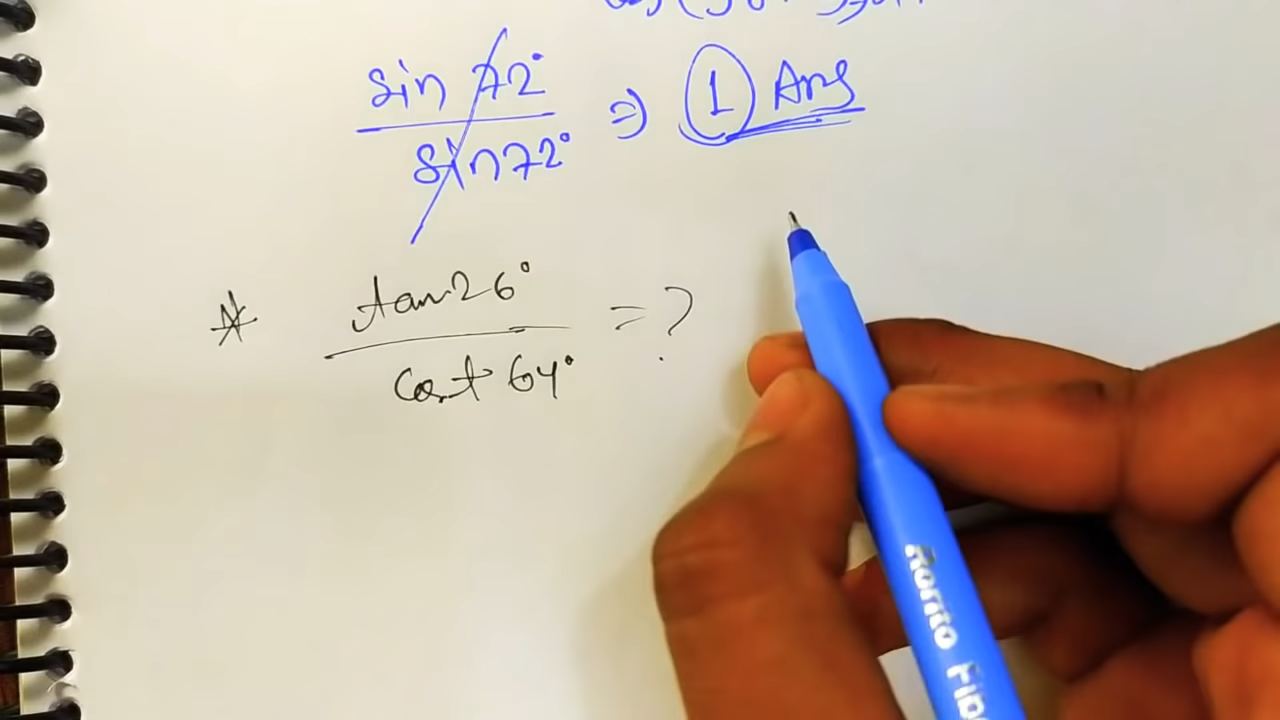 sin 72°
sin 72° ⇒ 1 Ans
* tan 26°
cot 64° = ?
Rorito